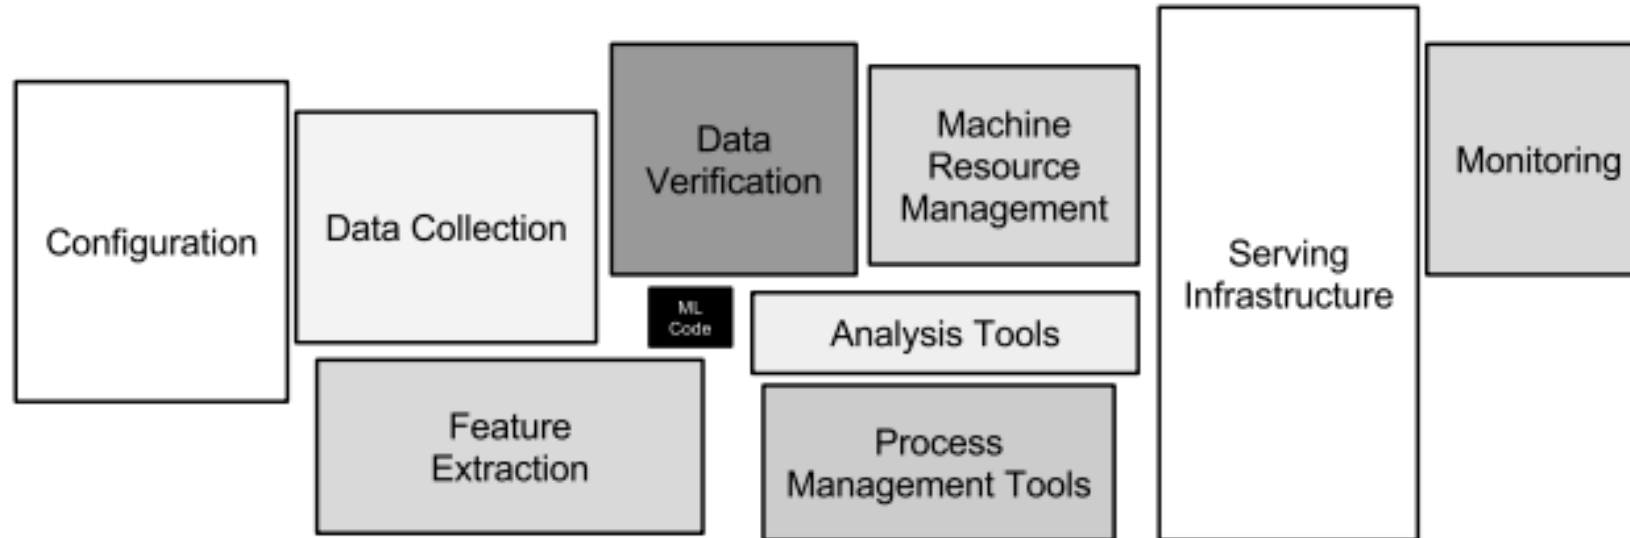 Configuration
Data Collection
Feature
Extraction
Data
Verification
ML
Code
Machine
Resource
Management
Analysis Tools
Process
Management Tools
Serving
Infrastructure
Monitoring